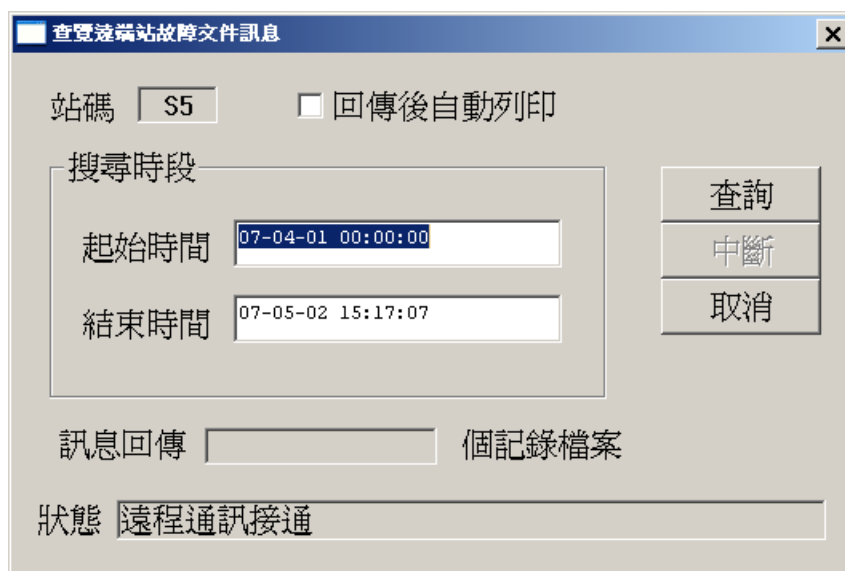 查覽遠端站故障文件訊息
站碼 S5 回傳後自動列印
搜尋時段
起始時間 07-04-01 00:00:00
結束時間 07-05-02 15:17:07
查詢
中斷
取消
訊息回傳 個記錄檔案
狀態 遠程通訊接通